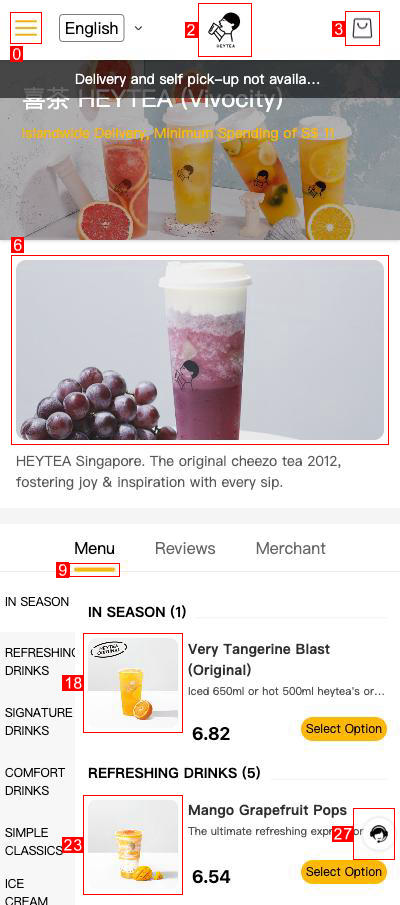 English
HEYTEA
Delivery and self pick-up not availa...
喜茶 HEYTEA (Vivocity)
Islandwide Delivery, Minimum Spending of S$ 11
HEYTEA Singapore. The original cheezo tea 2012,
fostering joy & inspiration with every sip.
Menu
Reviews
Merchant
IN SEASON
REFRESHING
DRINKS
SIGNATURE
DRINKS
COMFORT
DRINKS
SIMPLE
CLASSICS
ICE
CREAM
IN SEASON (1)
Very Tangerine Blast
(Original)
Iced 650ml or hot 500ml heytea's or...
6.82
Select Option
REFRESHING DRINKS (5)
Mango Grapefruit Pops
The ultimate refreshing
6.54
Select Option
0
2
3
6
9
18
23
27